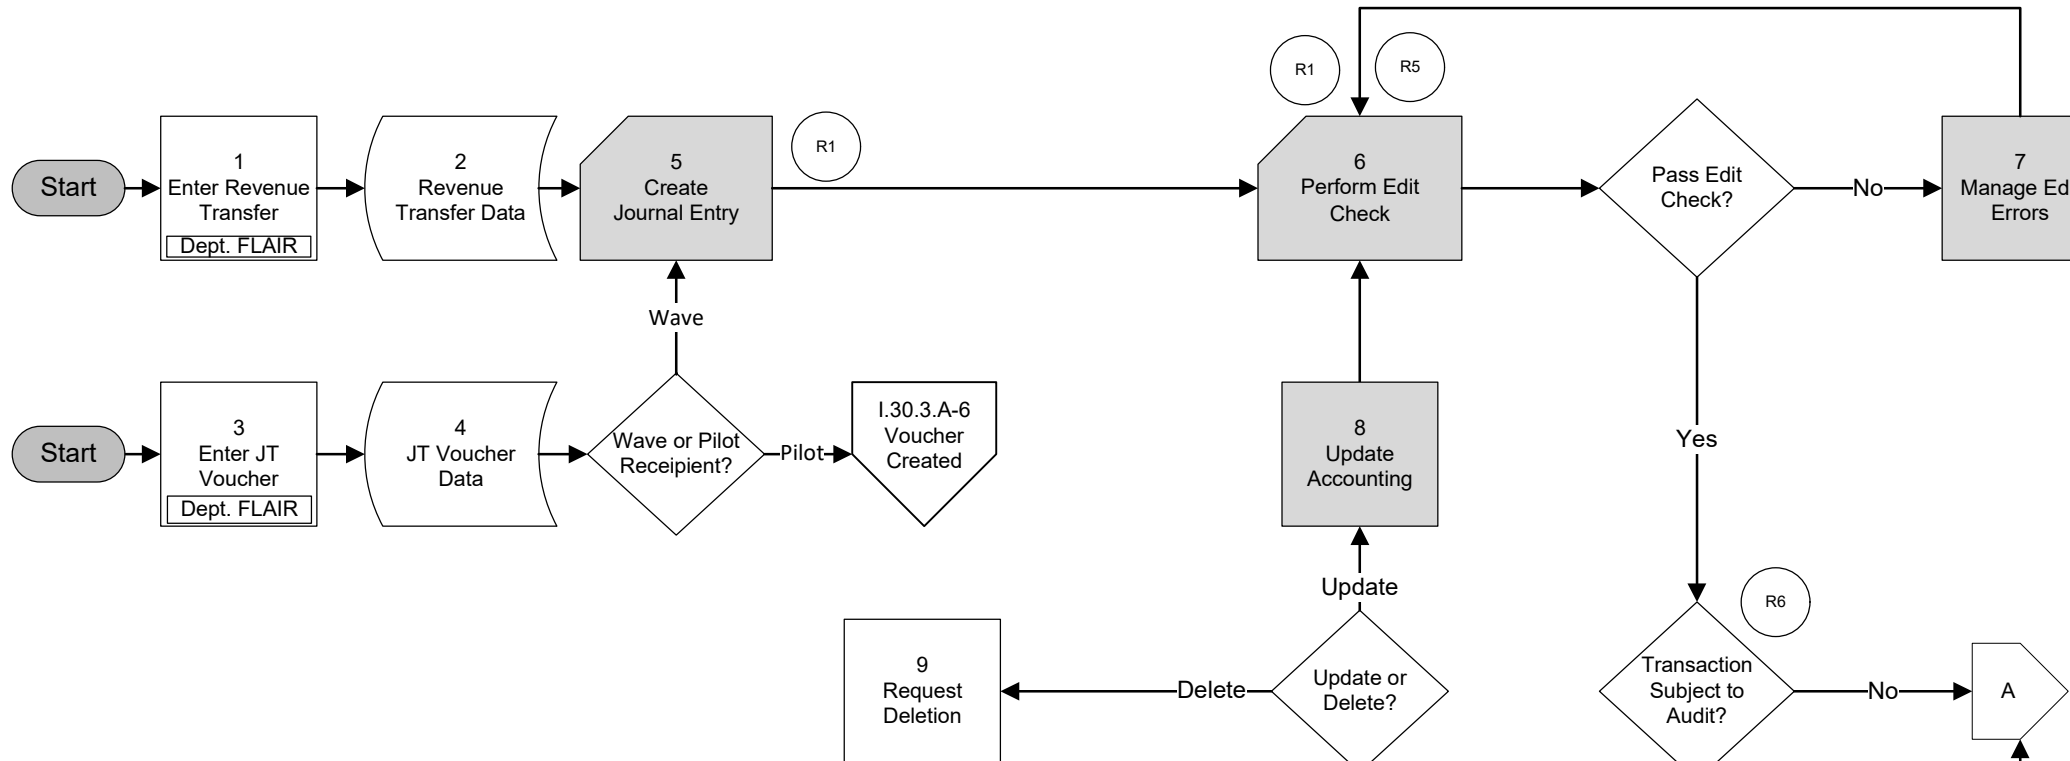 R1
R5
R1
Start
1
Enter Revenue
Transfer
Dept. FLAIR
2
Revenue
Transfer Data
5
Create
Journal Entry
6
Perform Edit
Check
Pass Edit
Check?
No
7
Manage Ed
Errors
Wave
Start
3
Enter JT
Voucher
Dept. FLAIR
4
JT Voucher
Data
Wave or Pilot
Receipient?
Pilot
I.30.3.A-6
Voucher
Created
8
Update
Accounting
Yes
Update
R6
9
Request
Deletion
Delete
Update or
Delete?
Transaction
Subject to
Audit?
No
A